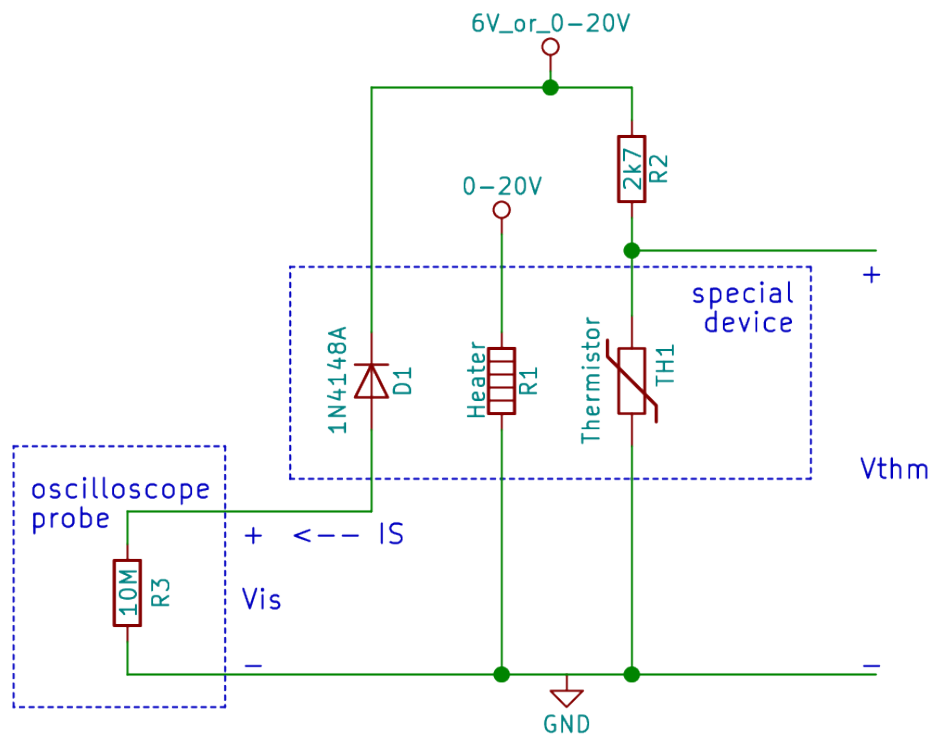 6V_or_0-20V
2k7
R2
0-20V
+
special
device
1N4148A
D1
Heater
R1
Thermistor
TH1
Vthm
oscilloscope
probe
+ <-- IS
10M
R3
Vis
-
-
GND